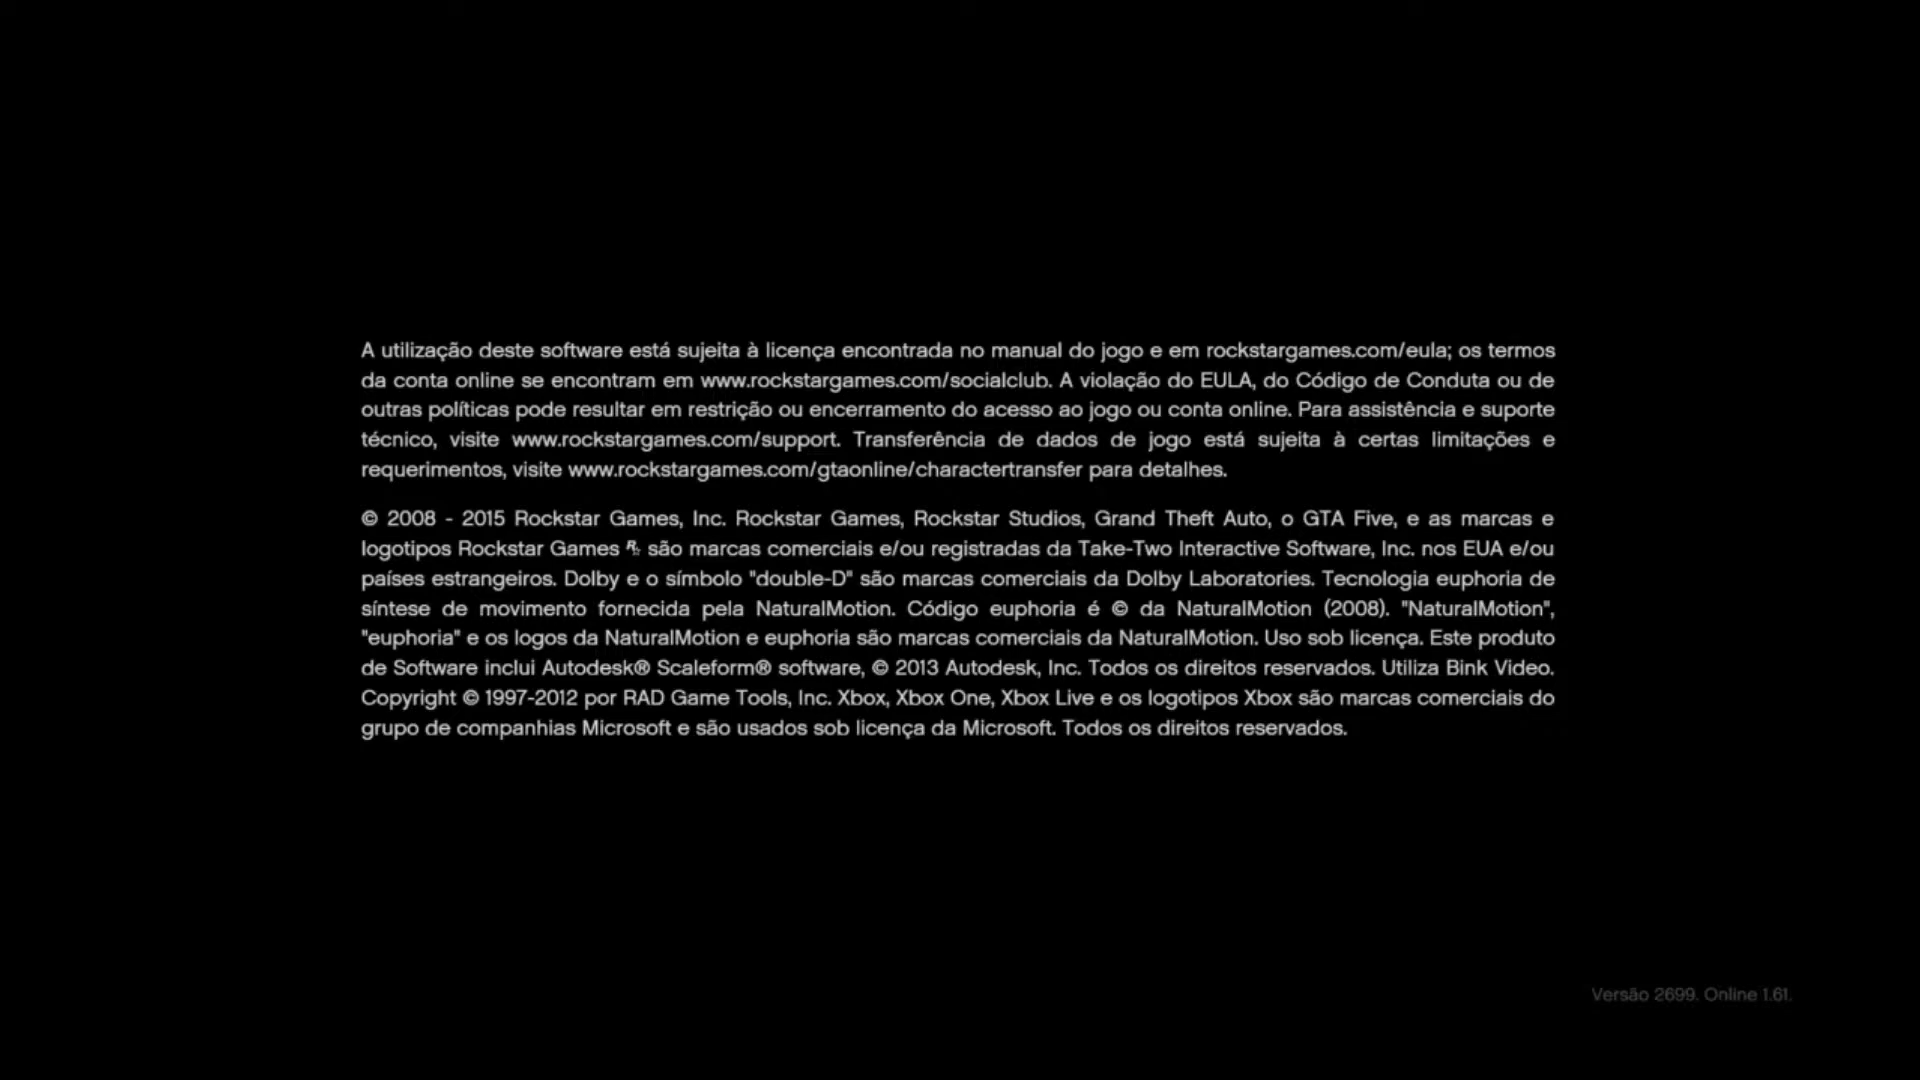 A utilização deste software está sujeita à licença encontrada no manual do jogo e em rockstargames.com/eula; os termos
da conta online se encontram em www.rockstargames.com/socialclub. A violação do EULA, do Código de Conduta ou de
outras políticas pode resultar em restrição ou encerramento do acesso ao jogo ou conta online. Para assistência e suporte
técnico, visite www.rockstargames.com/support. Transferência de dados de jogo está sujeita à certas limitações e
requerimentos, visite www.rockstargames.com/gtaonline/charactertransfer para detalhes.
© 2008 - 2015 Rockstar Games, Inc. Rockstar Games, Rockstar Studios, Grand Theft Auto, o GTA Five, e as marcas e
logotipos Rockstar Games R☆ são marcas comerciais e/ou registradas da Take-Two Interactive Software, Inc. nos EUA e/ou
países estrangeiros. Dolby e o símbolo "double-D" são marcas comerciais da Dolby Laboratories. Tecnologia euphoria de
síntese de movimento fornecida pela NaturalMotion. Código euphoria é © da NaturalMotion (2008). "NaturalMotion",
"euphoria" e os logos da NaturalMotion e euphoria são marcas comerciais da NaturalMotion. Uso sob licença. Este produto
de Software inclui Autodesk® Scaleform® software, © 2013 Autodesk, Inc. Todos os direitos reservados. Utiliza Bink Video.
Copyright © 1997-2012 por RAD Game Tools, Inc. Xbox, Xbox One, Xbox Live e os logotipos Xbox são marcas comerciais do
grupo de companhias Microsoft e são usados sob licença da Microsoft. Todos os direitos reservados.
Versão 2699. Online 1.61.